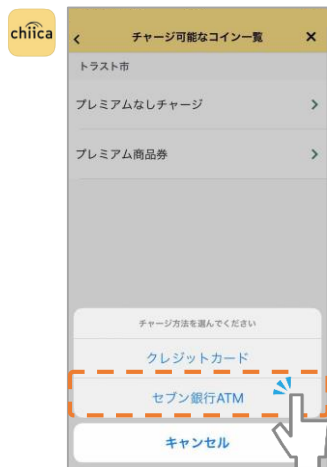 chiica
チャージ可能なコイン一覧
トラスト市
プレミアムなしチャージ
プレミアム商品券
チャージ方法を選んでください
クレジットカード
セブン銀行ATM
キャンセル